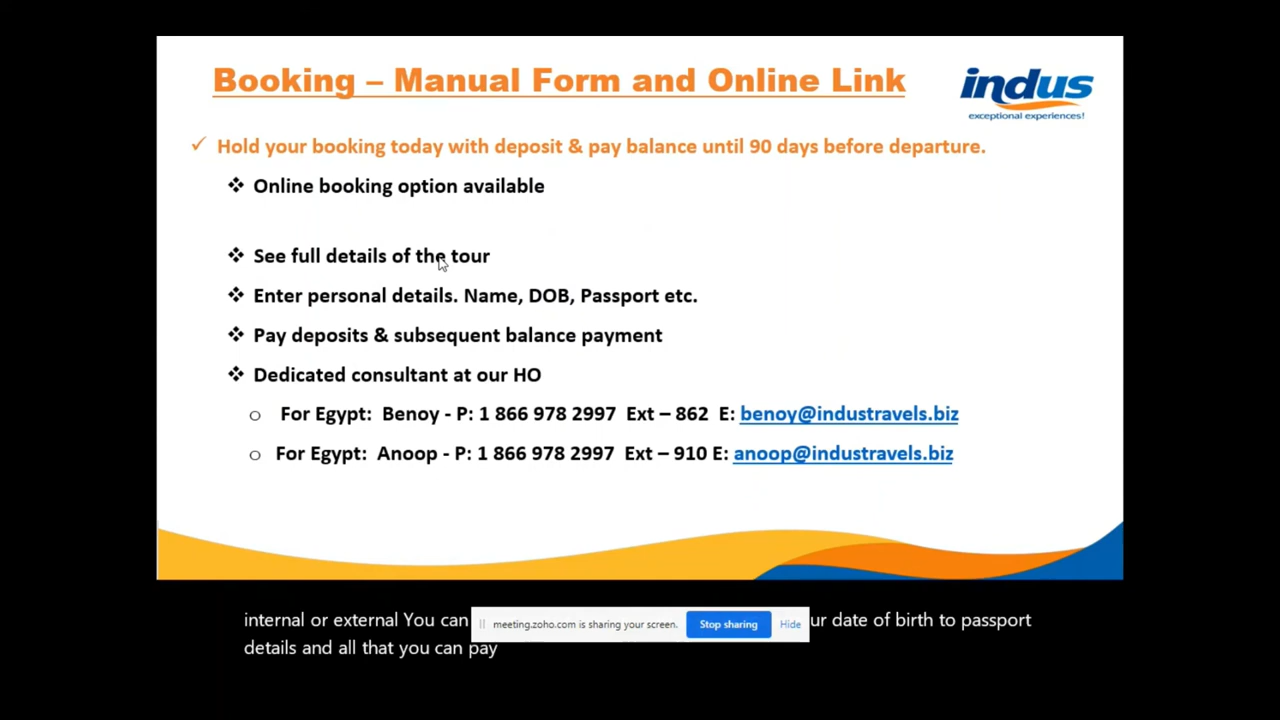 Booking – Manual Form and Online Link
indus
exceptional experiences!
✓ Hold your booking today with deposit & pay balance until 90 days before departure.
❖ Online booking option available
❖ See full details of the tour
❖ Enter personal details. Name, DOB, Passport etc.
❖ Pay deposits & subsequent balance payment
❖ Dedicated consultant at our HO
o For Egypt: Benoy - P: 1 866 978 2997 Ext – 862 E: benoy@industravels.biz
o For Egypt: Anoop - P: 1 866 978 2997 Ext – 910 E: anoop@industravels.biz
internal or external You can ur date of birth to passport
meeting.zoho.com is sharing your screen. Stop sharing Hide
details and all that you can pay